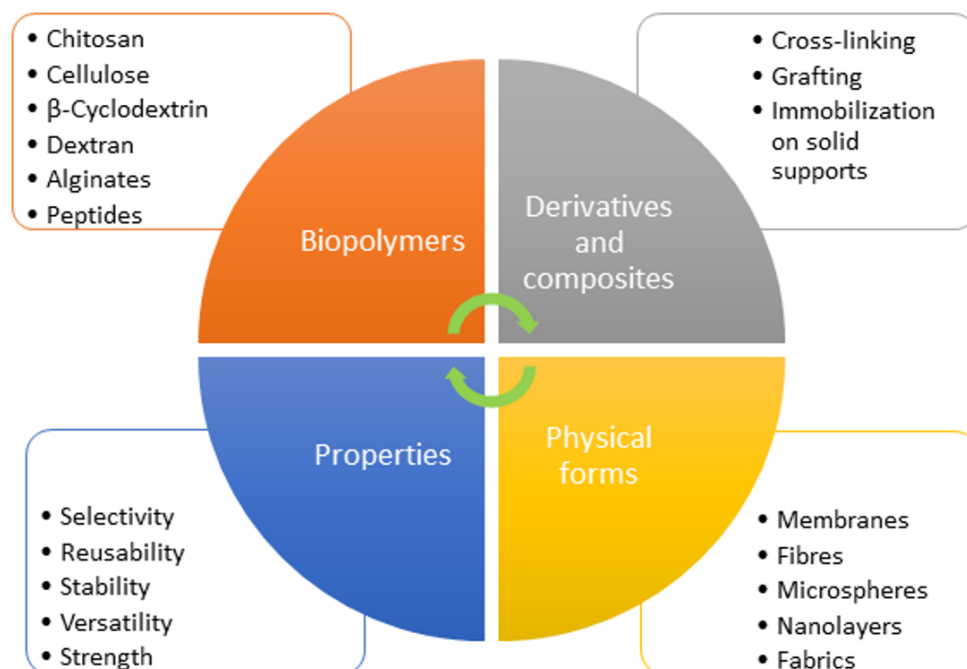 • Chitosan
• Cellulose
• β-Cyclodextrin
• Dextran
• Alginates
• Peptides
• Cross-linking
• Grafting
• Immobilization
on solid
supports
Biopolymers
Derivatives
and
composites
Properties
Physical
forms
• Selectivity
• Reusability
• Stability
• Versatility
• Strength
• Membranes
• Fibres
• Microspheres
• Nanolayers
• Fabrics